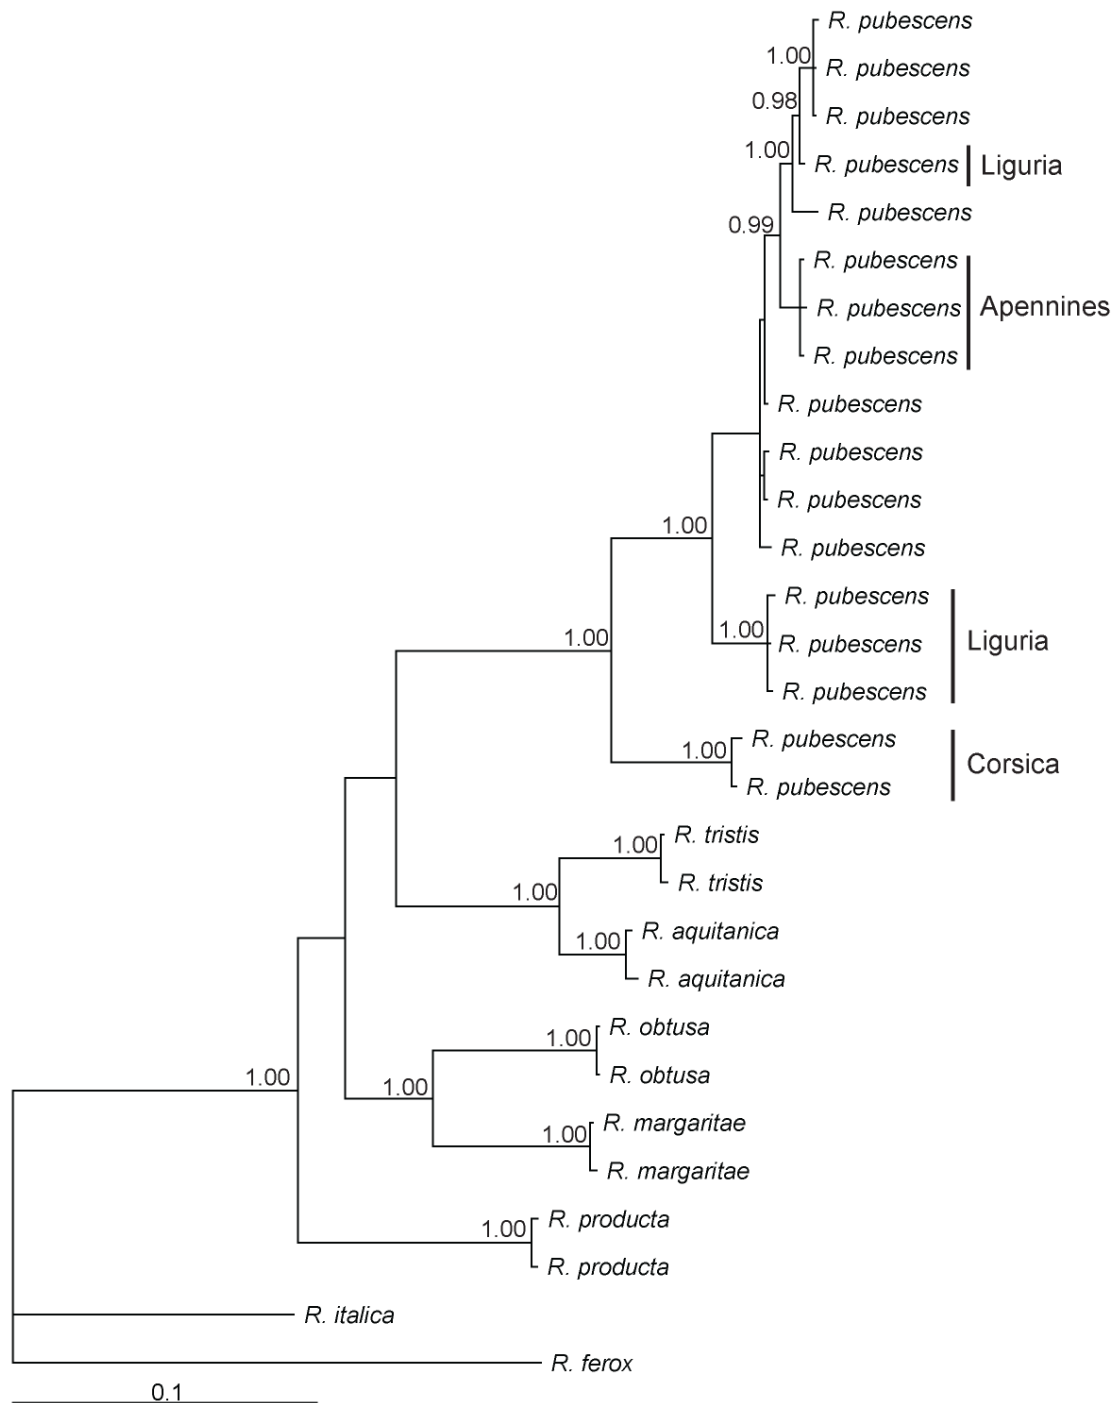 R. pubescens
1.00
R. pubescens
0.98
R. pubescens
1.00
R. pubescens
Liguria
R. pubescens
0.99
R. pubescens
R. pubescens
Apennines
R. pubescens
R. pubescens
R. pubescens
R. pubescens
1.00
R. pubescens
R. pubescens
1.00
1.00
R. pubescens
Liguria
R. pubescens
R. pubescens
1.00
Corsica
R. pubescens
R. tristis
1.00
R. tristis
1.00
R. aquitanica
1.00
R. aquitanica
R. obtusa
1.00
R. obtusa
1.00
1.00
R. margaritae
1.00
R. margaritae
R. producta
1.00
R. producta
R. italica
R. ferox
0.1